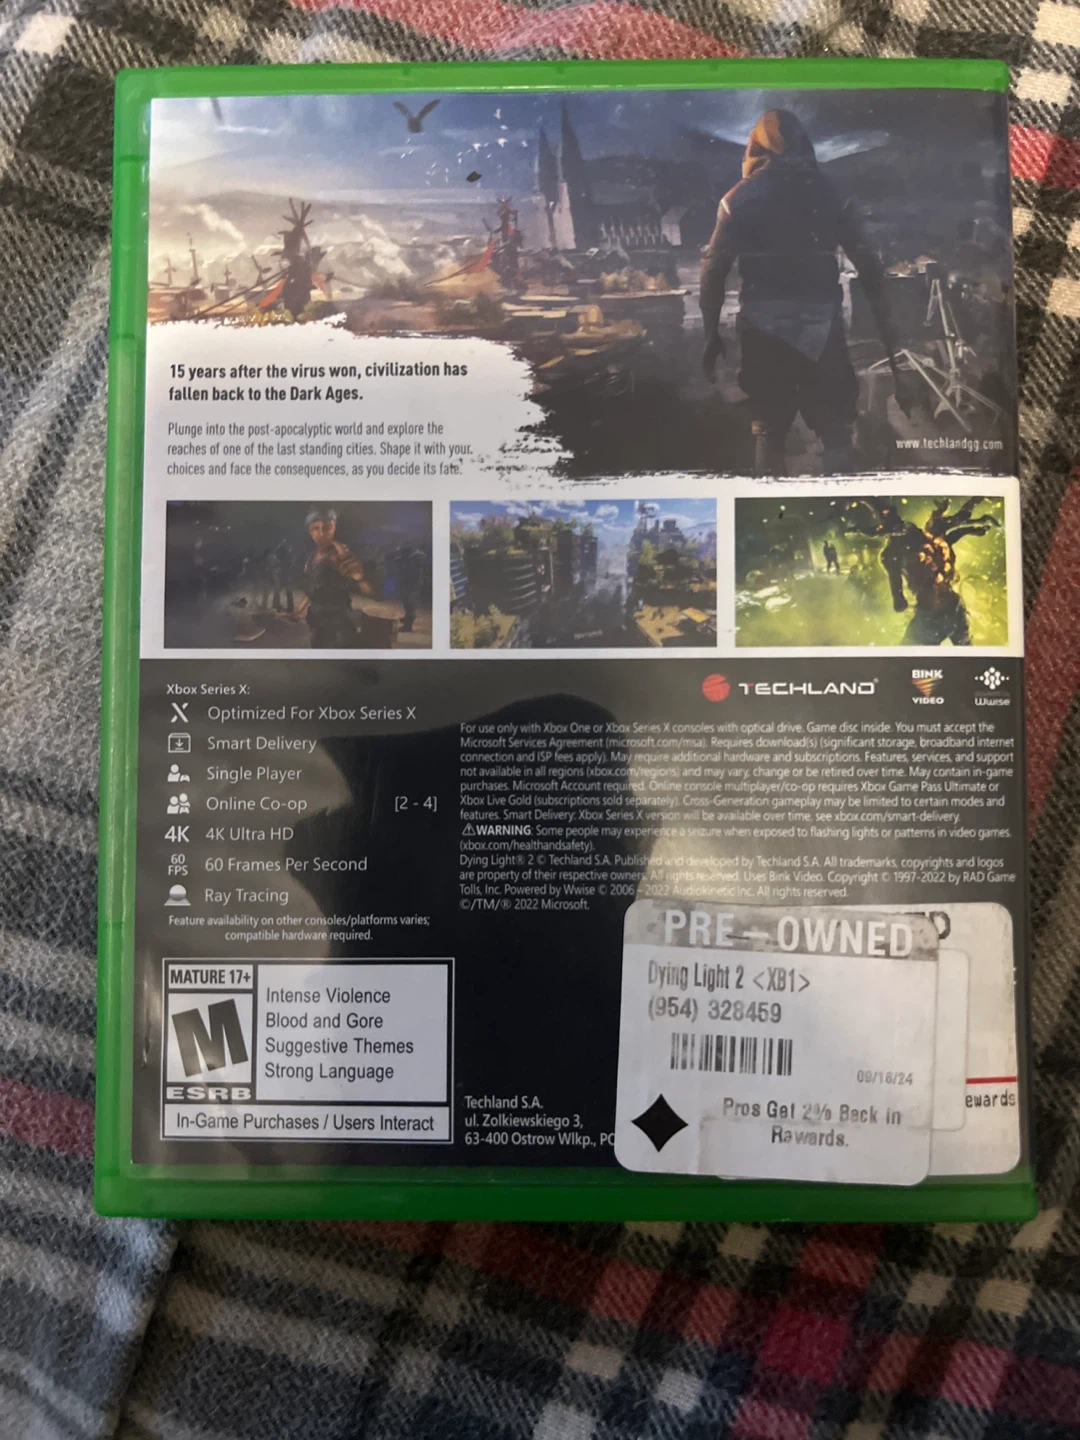 15 years after the virus won, civilization has
fallen back to the Dark Ages.
Plunge into the post-apocalyptic world and explore the
reaches of one of the last standing cities. Shape it with your
choices and face the consequences, as you decide its fate.
www.techlandgg.com
Xbox Series X:
Optimized For Xbox Series X
Smart Delivery
Single Player
Online Co-op [2 - 4]
4K 4K Ultra HD
60 FPS 60 Frames Per Second
Ray Tracing
Feature availability on other consoles/platforms varies;
compatible hardware required.
TECHLAND®
BINK
VIDEO
Wwise
For use only with Xbox One or Xbox Series X consoles with optical drive. Game disc inside. You must accept the
Microsoft Services Agreement (microsoft.com/msa). Requires download(s) (significant storage, broadband internet
connection and ISP fees apply). May require additional hardware and subscriptions. Features, services, and support
not available in all regions (xbox.com/regions) and may vary, change or be retired over time. May contain in-game
purchases. Microsoft Account required. Online console multiplayer/co-op requires Xbox Game Pass Ultimate or
Xbox Live Gold (subscriptions sold separately). Cross-Generation gameplay may be limited to certain modes and
features. Smart Delivery: Xbox Series X version will be available over time, see xbox.com/smart-delivery.
⚠WARNING: Some people may experience a seizure when exposed to flashing lights or patterns in video games.
(xbox.com/healthandsafety).
Dying Light® 2 © Techland S.A. Published and developed by Techland S.A. All trademarks, copyrights and logos
are property of their respective owners. All rights reserved. Uses Bink Video. Copyright © 1997-2022 by RAD Game
Tolls, Inc. Powered by Wwise © 2006 – 2022 Audiokinetic Inc. All rights reserved.
©/TM/® 2022 Microsoft.
MATURE 17+
M
ESRB
Intense Violence
Blood and Gore
Suggestive Themes
Strong Language
In-Game Purchases / Users Interact
Techland S.A.
ul. Zolkiewskiego 3,
63-400 Ostrow Wlkp., PO
PRE-OWNED
D
Dying Light 2 <XB1>
(954) 328459
09/16/24
Pros Get 2% Back in
Rewards.
ewards